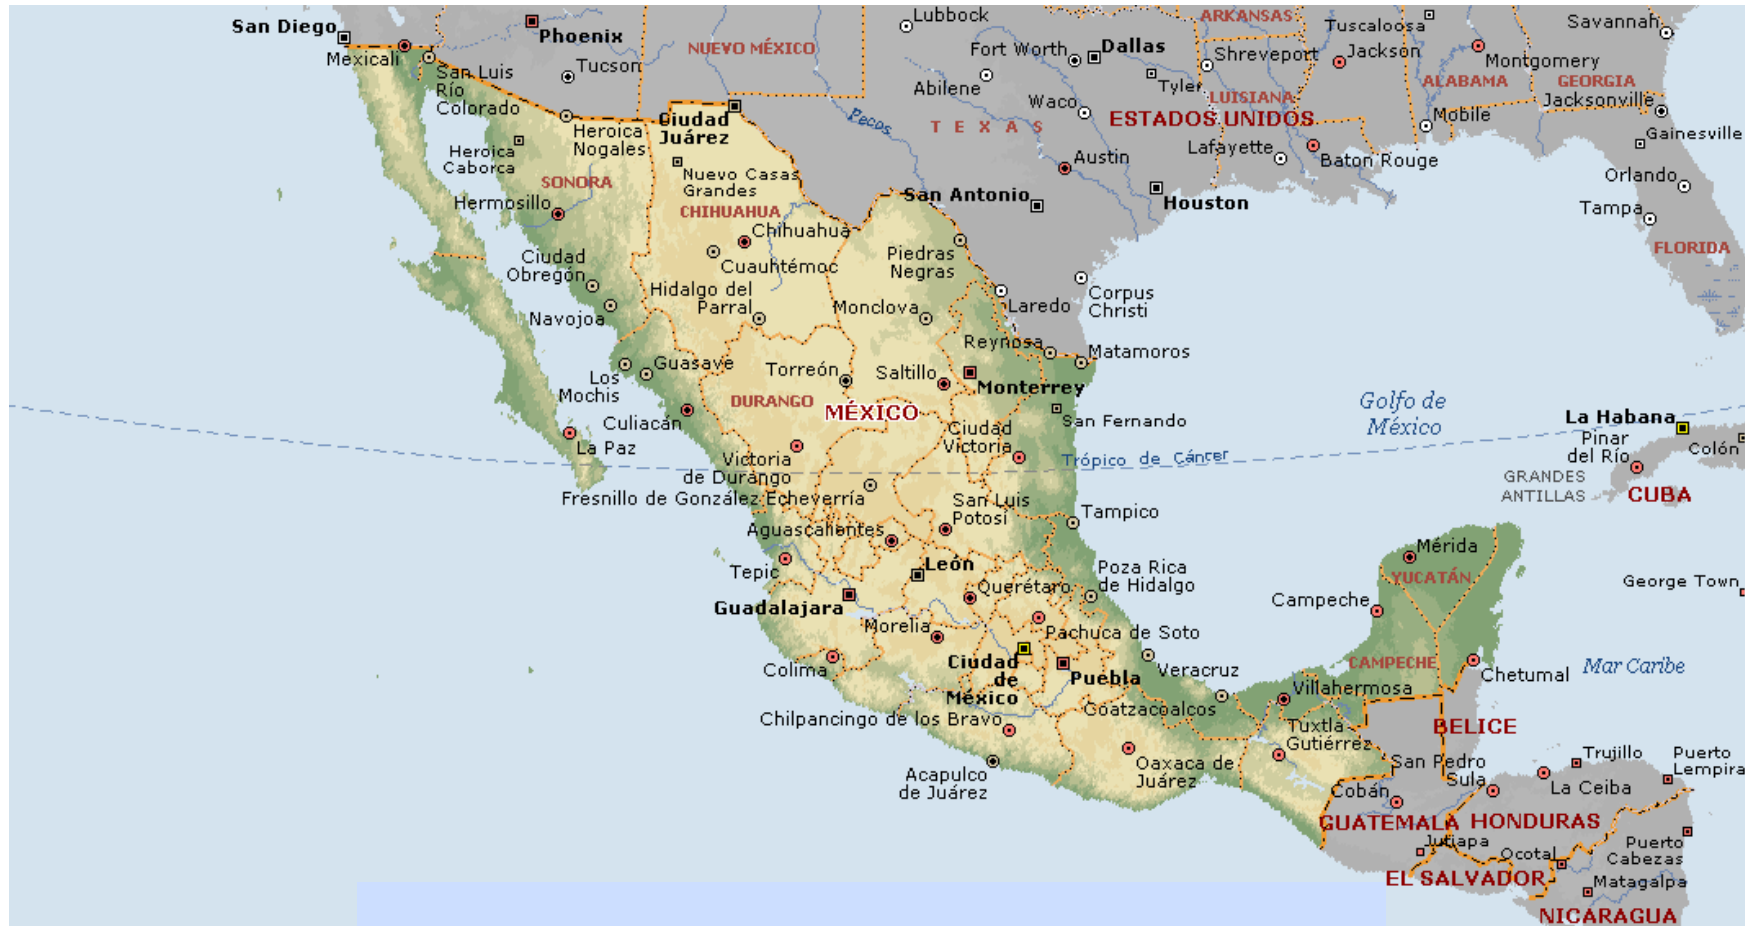 Lubbock
ARKANSAS
Tuscaloosa
Savannah
San Diego
Phoenix
NUEVO MÉXICO
Fort Worth
Dallas
Jackson
Mexicali
Tucson
Shreveport
Montgomery
San Luis
Río
Colorado
Abilene
Tyler
LUISIANA
ALABAMA
GEORGIA
Waco
Jacksonville
Pecos
TEXAS
ESTADOS UNIDOS
Mobile
Ciudad
Juárez
Heroica
Nogales
Gainesville
Heroica
Caborca
Lafayette
Baton Rouge
Austin
Nuevo Casas
Grandes
SONORA
Orlando
Hermosillo
CHIHUAHUA
San Antonio
Houston
Tampa
Chihuahua
FLORIDA
Ciudad
Obregón
Cuauhtémoc
Piedras
Negras
Hidalgo del
Parral
Monclova
Laredo
Corpus
Christi
Navojoa
Reynosa
Matamoros
Guasave
Torreón
Saltillo
Monterrey
Los
Mochis
DURANGO
MÉXICO
Golfo de
México
La Habana
Culiacán
San Fernando
Ciudad
Victoria
Pinar
del Río
Colón
La Paz
Victoria
de Durango
Trópico de Cáncer
GRANDES
ANTILLAS
CUBA
Fresnillo de González Echeverría
San Luis
Potosí
Tampico
Aguascalientes
Mérida
Tepic
León
Poza Rica
de Hidalgo
YUCATÁN
George Town
Querétaro
Guadalajara
Campeche
Morelia
Pachuca de Soto
Colima
Ciudad
de
México
Puebla
Veracruz
CAMPECHE
Chetumal
Mar Caribe
Villahermosa
Coatzacoalcos
Chilpancingo de los Bravo
Tuxtla
Gutiérrez
BELICE
Acapulco
de Juárez
Oaxaca de
Juárez
San Pedro
Sula
Trujillo
Puerto
Lempira
Cobán
La Ceiba
GUATEMALA
HONDURAS
Jutiapa
Ocotal
Puerto
Cabezas
EL SALVADOR
Matagalpa
NICARAGUA